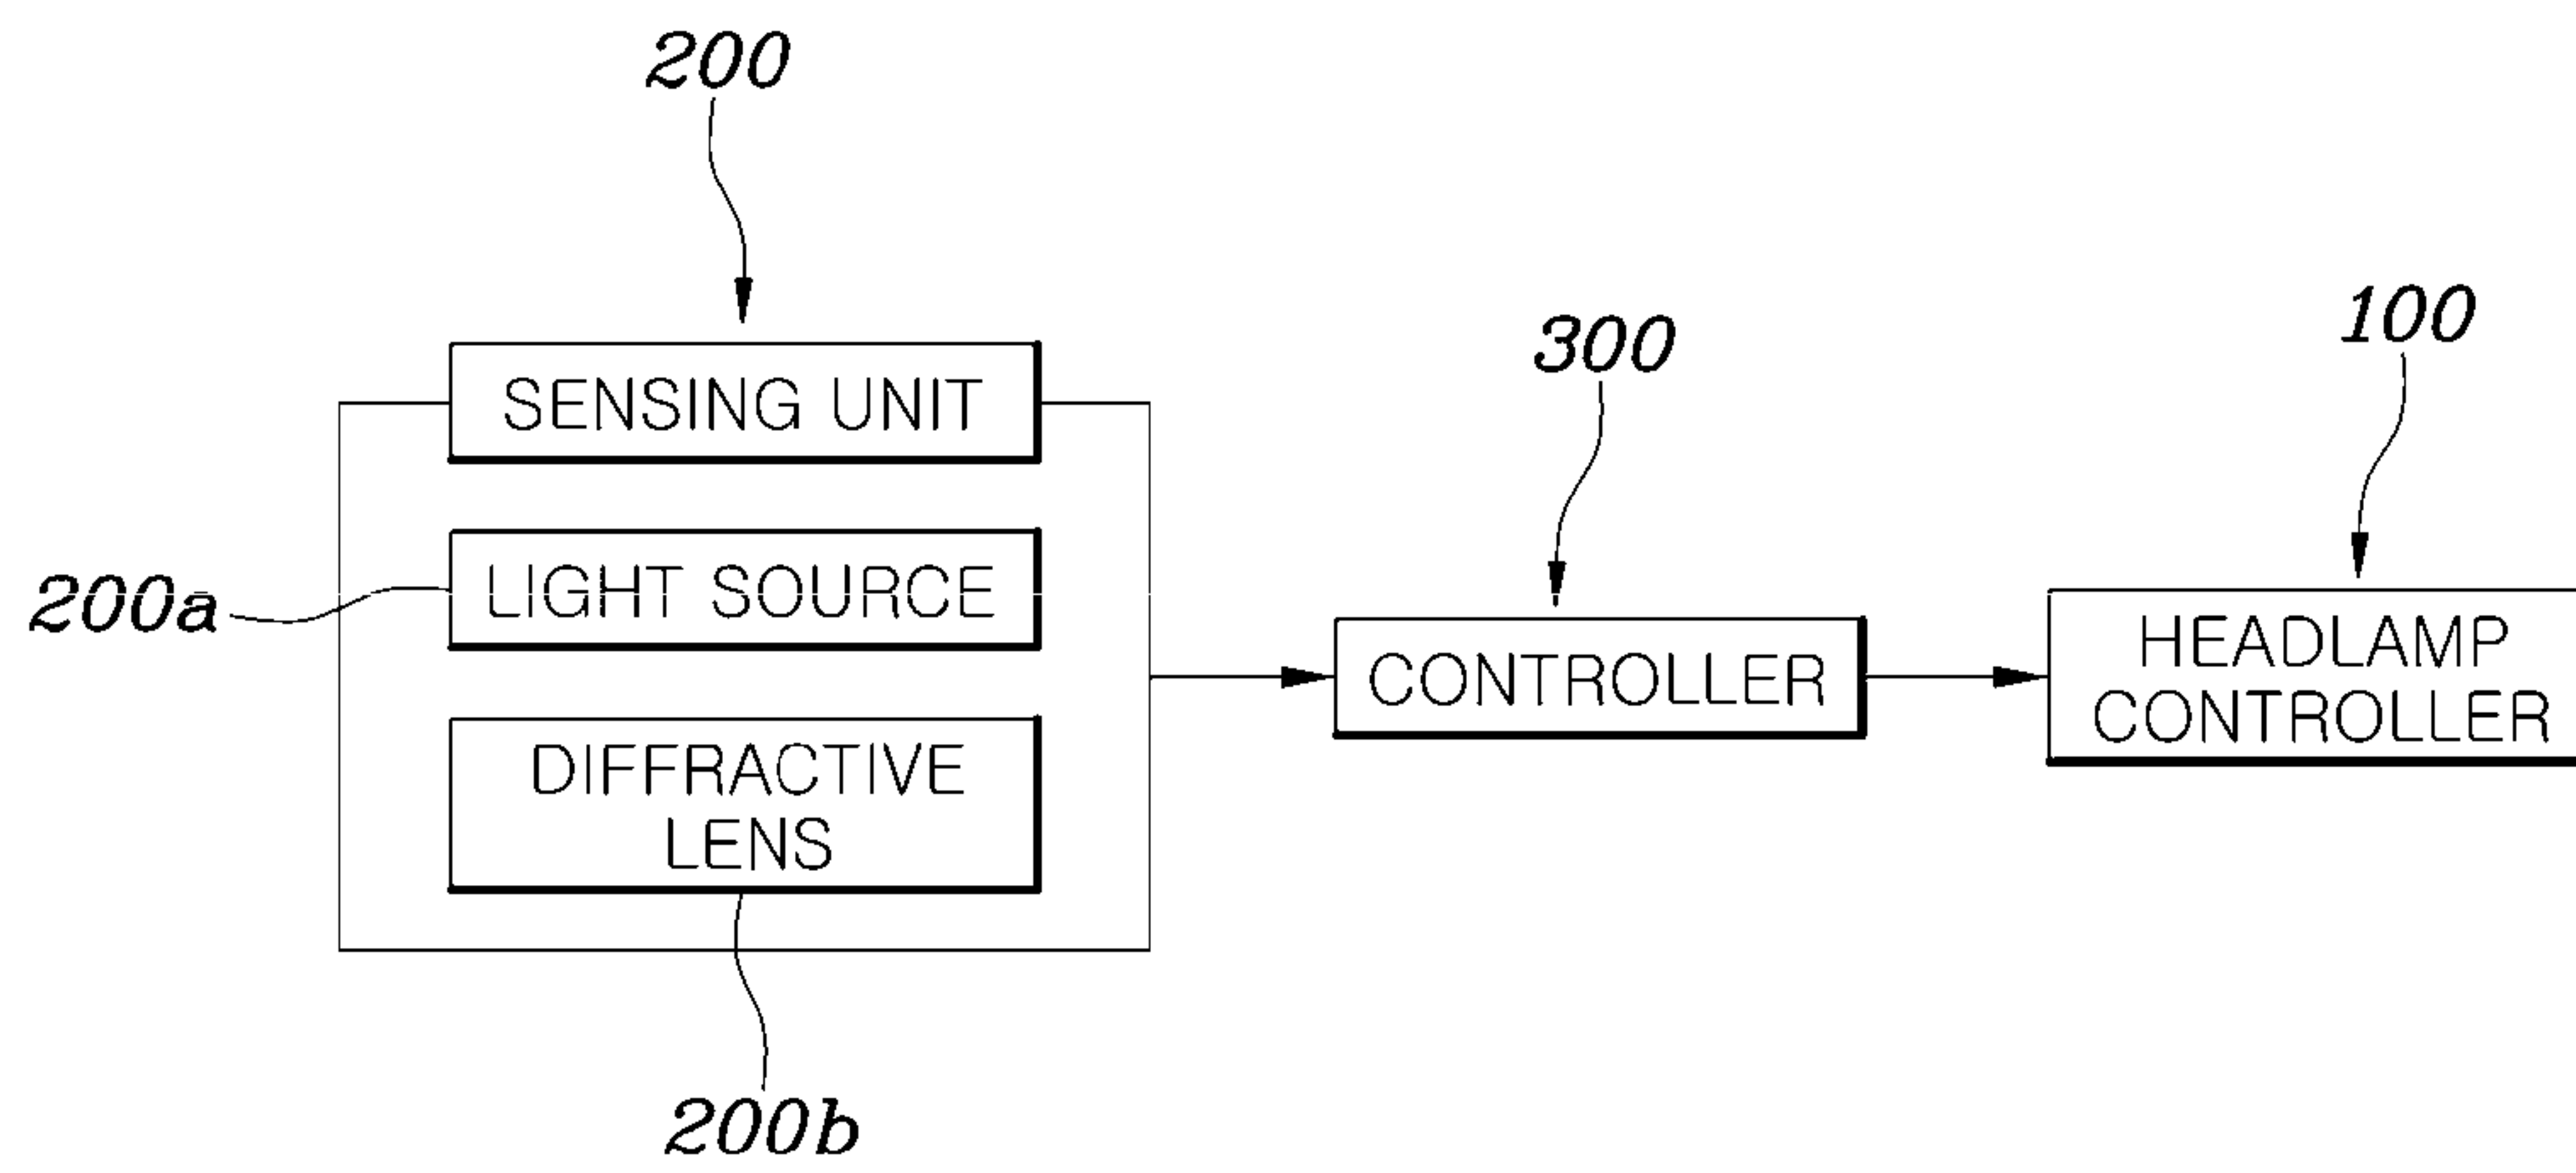 200
SENSING UNIT
200a
LIGHT SOURCE
DIFFRACTIVE
LENS
200b
300
CONTROLLER
100
HEADLAMP
CONTROLLER